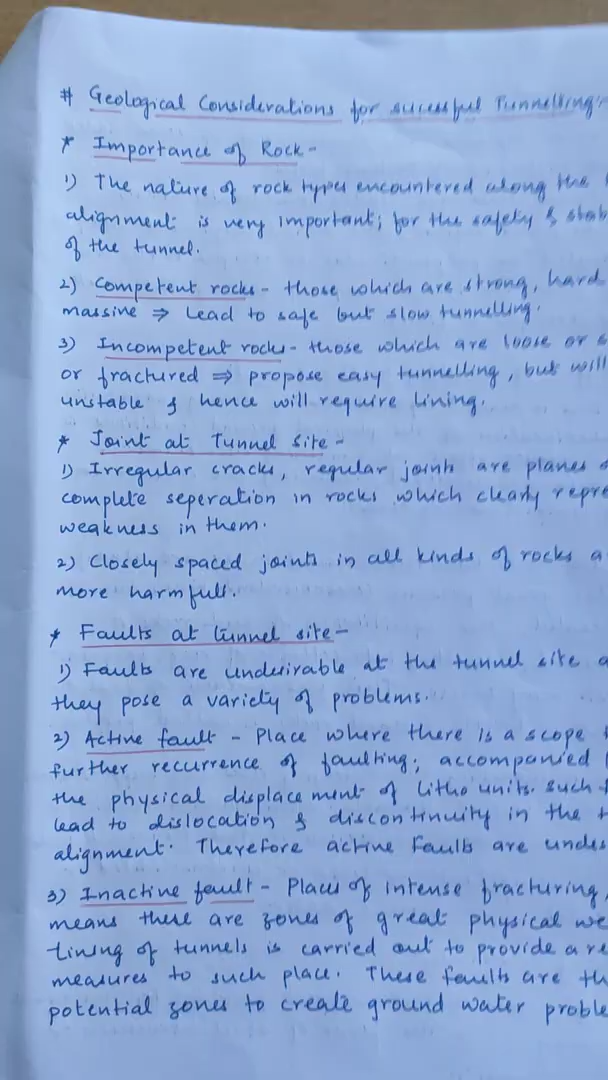 # Geological Considerations for sucessful Tunnelling:
* Importance of Rock -
1) The nature of rock types encountered along the
alignment is very important; for the safety & stab
of the tunnel.
2) Competent rocks - those which are strong, hard
massive ⇒ Lead to safe but slow tunnelling.
3) Incompetent rocks - those which are loose or
or fractured ⇒ propose easy tunnelling, but will
unstable & hence will require lining.
* Joint at Tunnel Site -
1) Irregular cracks, regular joints are planes
complete seperation in rocks which clearly repre
weakness in them.
2) Closely spaced joints in all kinds of rocks a
more harmfull.
* Faults at tunnel site -
1) Faults are undesirable at the tunnel site a
they pose a variety of problems.
2) Active fault - Place where there is a scope
further recurrence of faulting; accompanied
the physical displacement of litho units. Such
lead to dislocation & discontinuity in the t
alignment. Therefore active faults are undes
3) Inactive fault - Places of intense fracturing,
means there are zones of great physical we
Lining of tunnels is carried out to provide a re
measures to such place. These faults are th
potential zones to create ground water proble